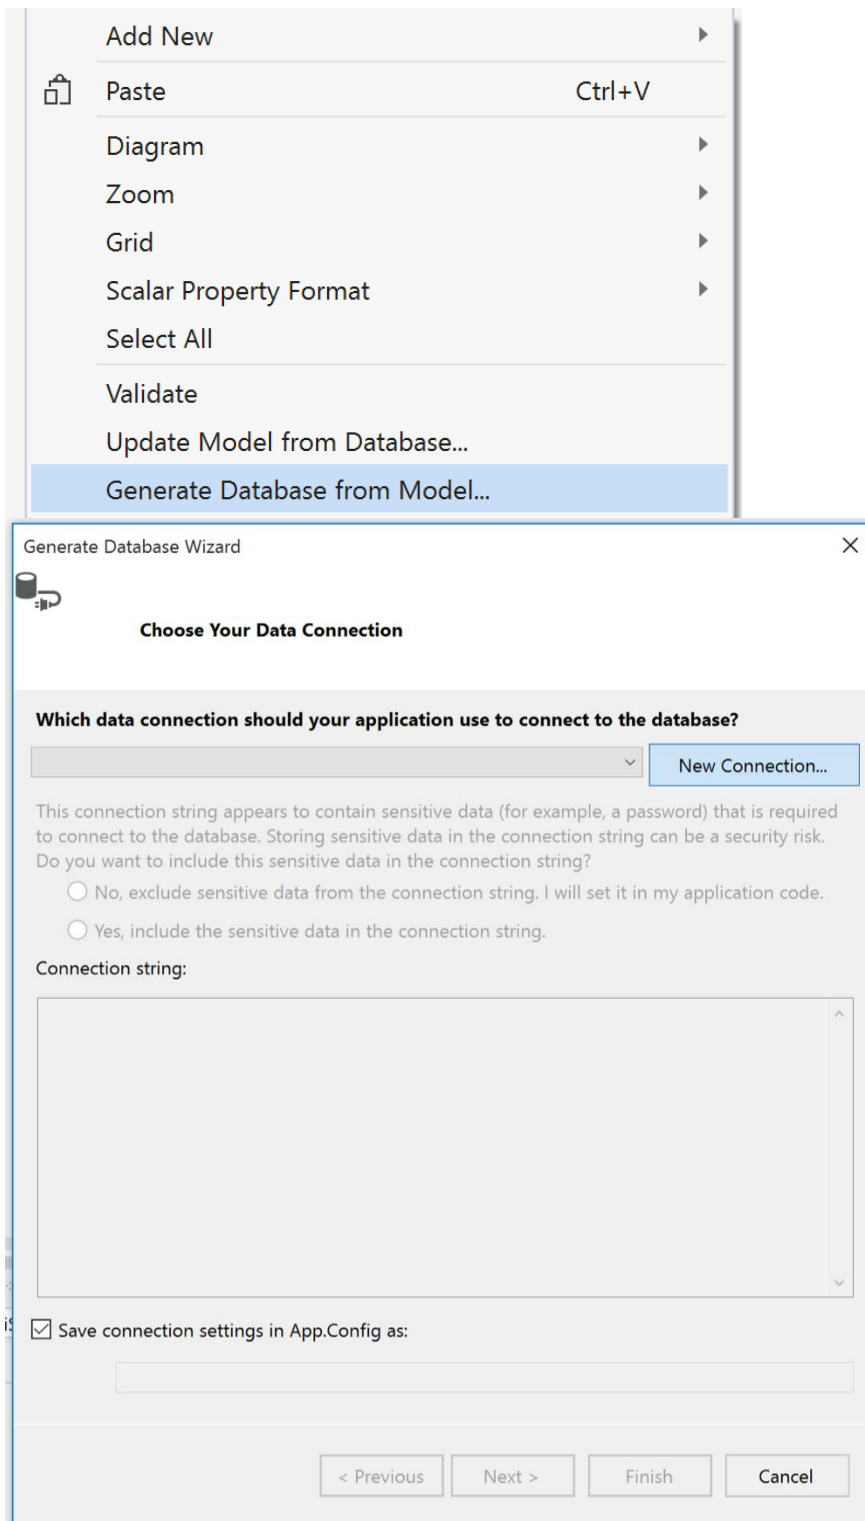 Add New
Paste Ctrl+V
Diagram
Zoom
Grid
Scalar Property Format
Select All
Validate
Update Model from Database...
Generate Database from Model...
Generate Database Wizard
Choose Your Data Connection
Which data connection should your application use to connect to the database?
New Connection...
This connection string appears to contain sensitive data (for example, a password) that is required
to connect to the database. Storing sensitive data in the connection string can be a security risk.
Do you want to include this sensitive data in the connection string?
No, exclude sensitive data from the connection string. I will set it in my application code.
Yes, include the sensitive data in the connection string.
Connection string:
Save connection settings in App.Config as:
< Previous Next > Finish Cancel